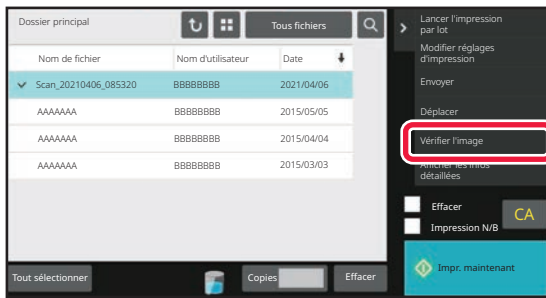 Dossier principal
Tous fichiers
Nom de fichier Nom d'utilisateur Date
Scan_20210406_085320 BBBBBBBB 2021/04/06
AAAAAAA BBBBBBBB 2015/05/05
AAAAAAA BBBBBBBB 2015/04/04
AAAAAAA BBBBBBBB 2015/03/03
Tout sélectionner Copies Effacer
Lancer l'impression
par lot
Modifier réglages
d'impression
Envoyer
Déplacer
Vérifier l'image
Afficher les infos
détaillées
Effacer
Impression N/B
CA
Impr. maintenant